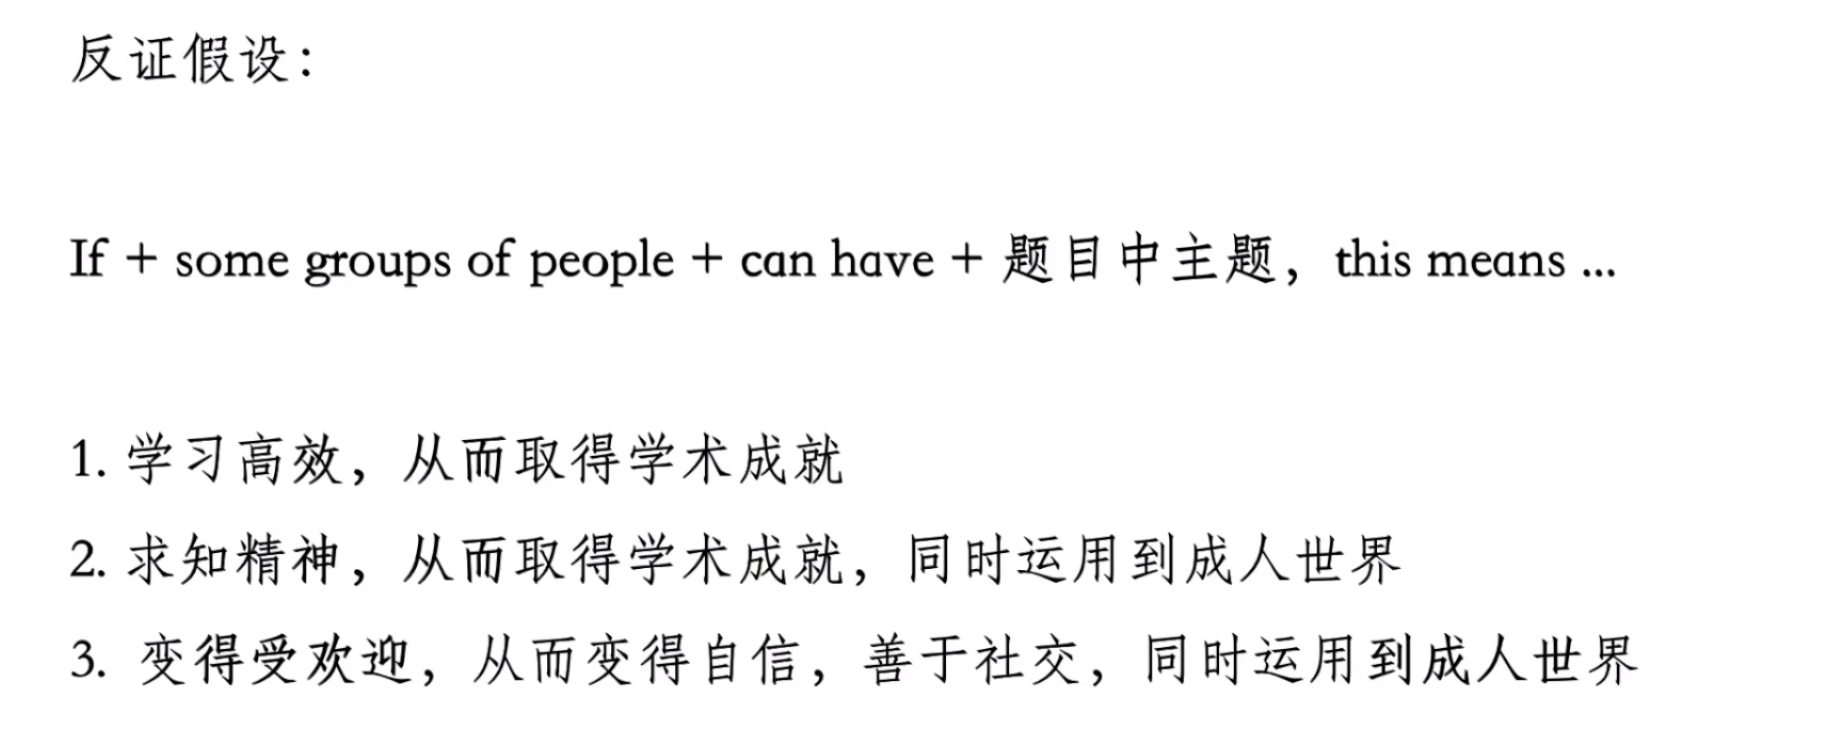 反证假设：
If + some groups of people + can have + 题目中主题，this means ...
1. 学习高效，从而取得学术成就
2. 求知精神，从而取得学术成就，同时运用到成人世界
3. 变得受欢迎，从而变得自信，善于社交，同时运用到成人世界